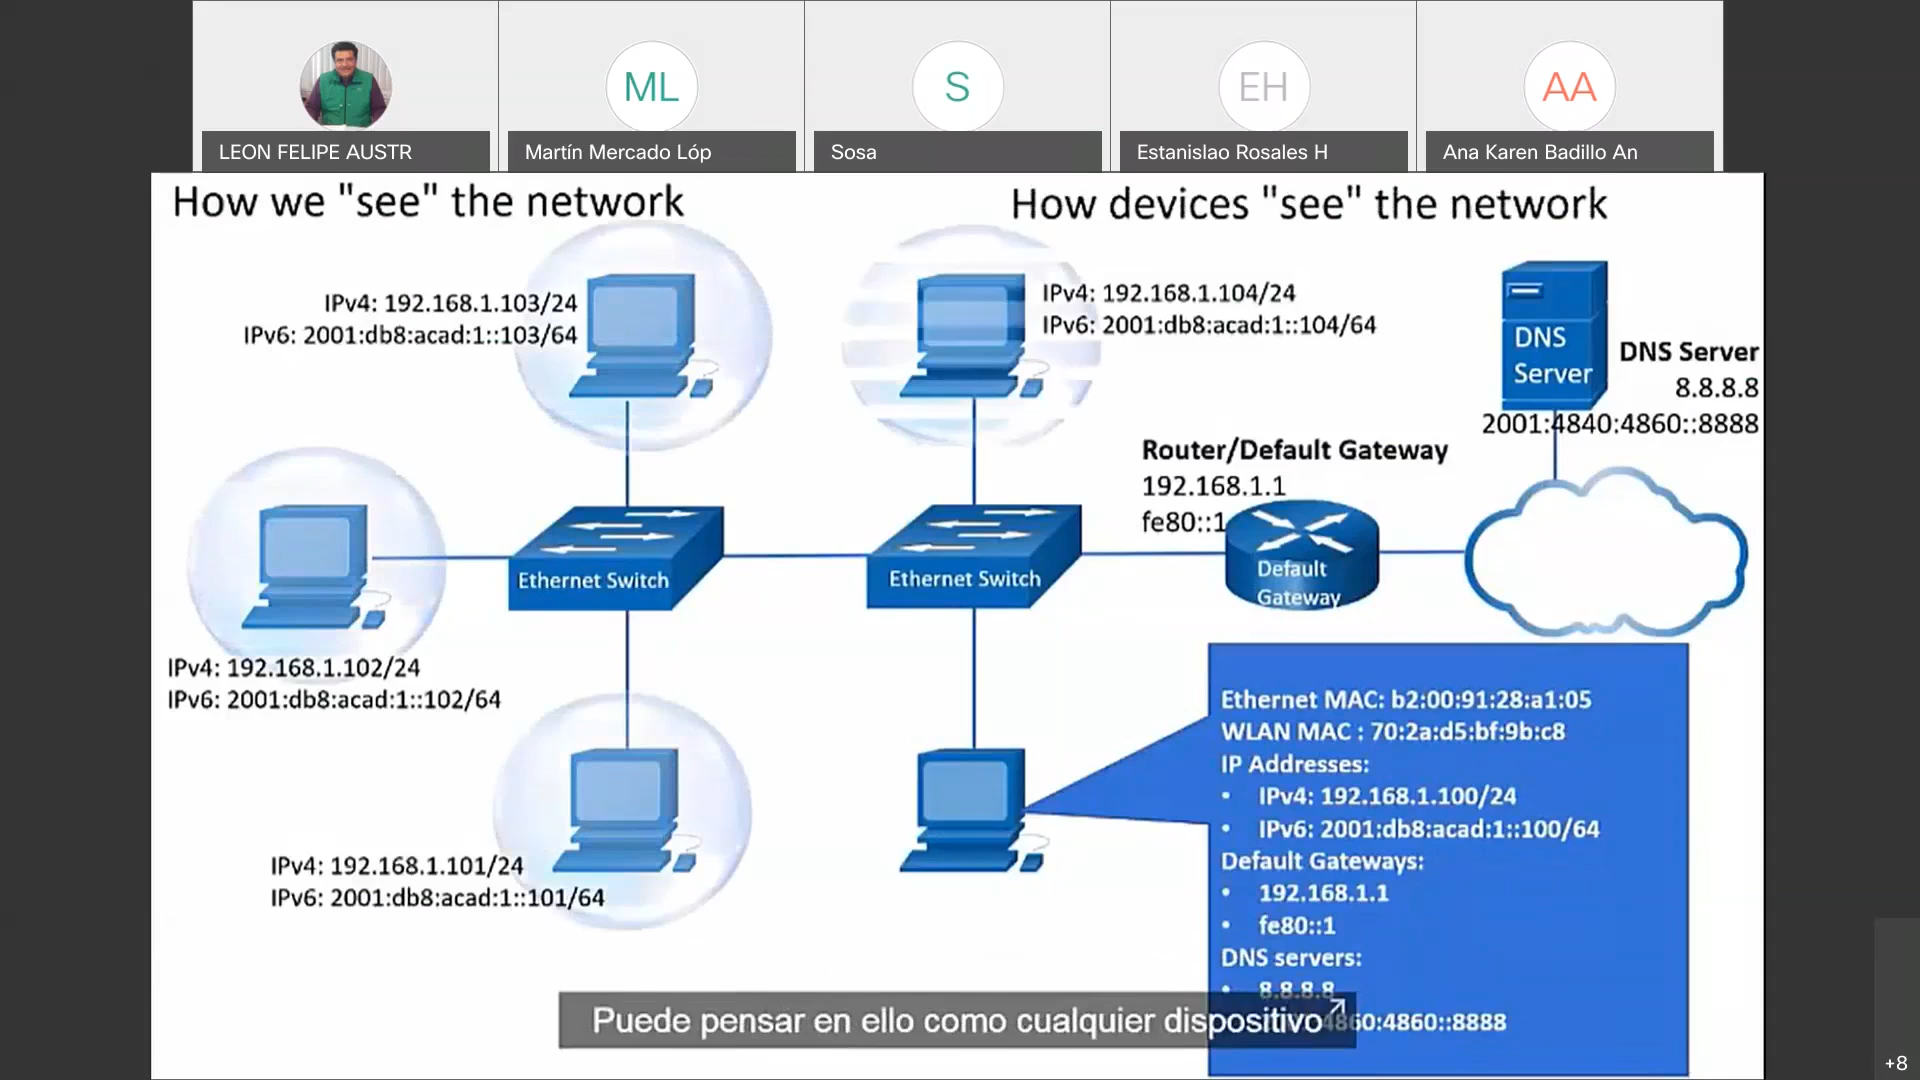 ML
S
EH
AA
LEON FELIPE AUSTR
Martín Mercado Lóp
Sosa
Estanislao Rosales H
Ana Karen Badillo An
How we "see" the network
How devices "see" the network
IPv4: 192.168.1.103/24
IPv6: 2001:db8:acad:1::103/64
IPv4: 192.168.1.104/24
IPv6: 2001:db8:acad:1::104/64
DNS
Server
DNS Server
8.8.8.8
2001:4840:4860::8888
Router/Default Gateway
192.168.1.1
fe80::1
Ethernet Switch
Ethernet Switch
Default
Gateway
IPv4: 192.168.1.102/24
IPv6: 2001:db8:acad:1::102/64
IPv4: 192.168.1.101/24
IPv6: 2001:db8:acad:1::101/64
Ethernet MAC: b2:00:91:28:a1:05
WLAN MAC : 70:2a:d5:bf:9b:c8
IP Addresses:
• IPv4: 192.168.1.100/24
• IPv6: 2001:db8:acad:1::100/64
Default Gateways:
• 192.168.1.1
• fe80::1
DNS servers:
• 8.8.8.8
4860:4860::8888
Puede pensar en ello como cualquier dispositivo
+8